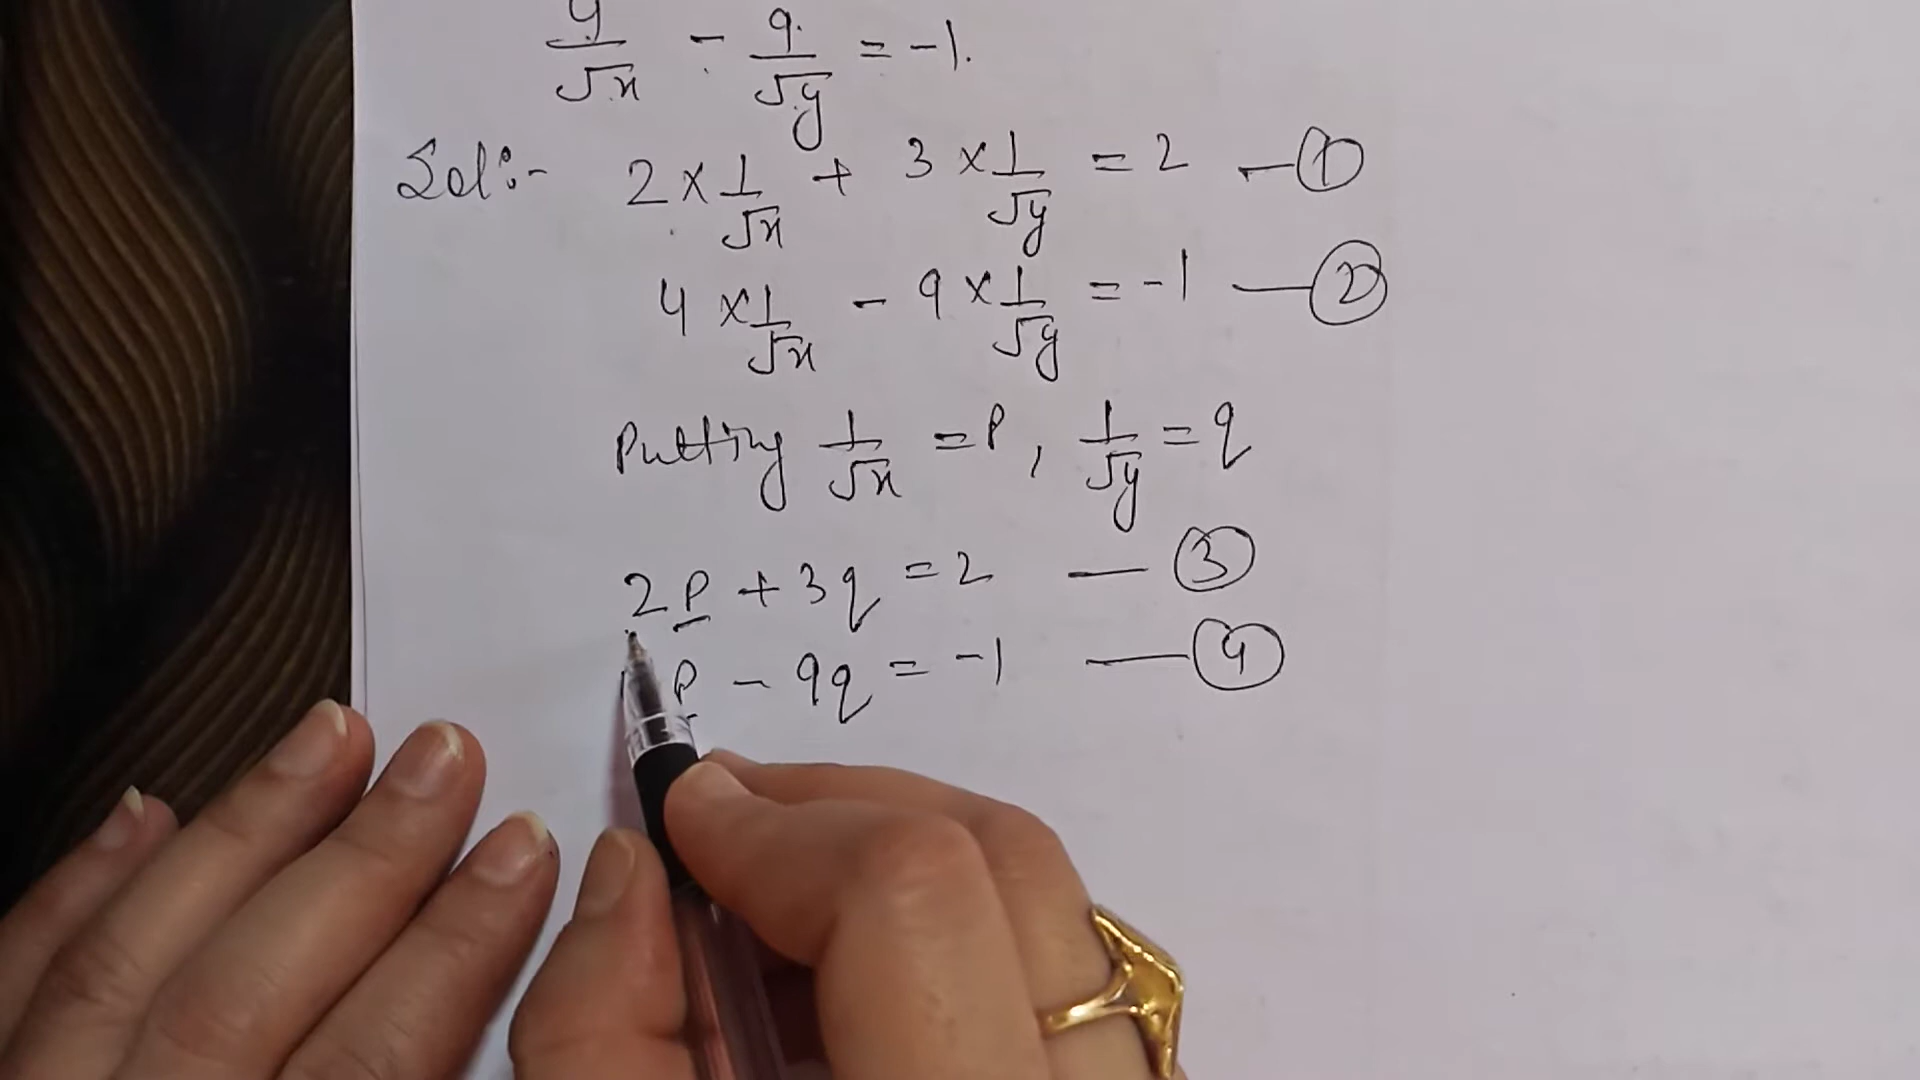 4/√x - 9/√y = -1.
Sol:- 2 × 1/√x + 3 × 1/√y = 2 — ①
4 × 1/√x - 9 × 1/√y = -1 — ②
Putting 1/√x = P, 1/√y = q
2P + 3q = 2 — ③
P - 9q = -1 — ④